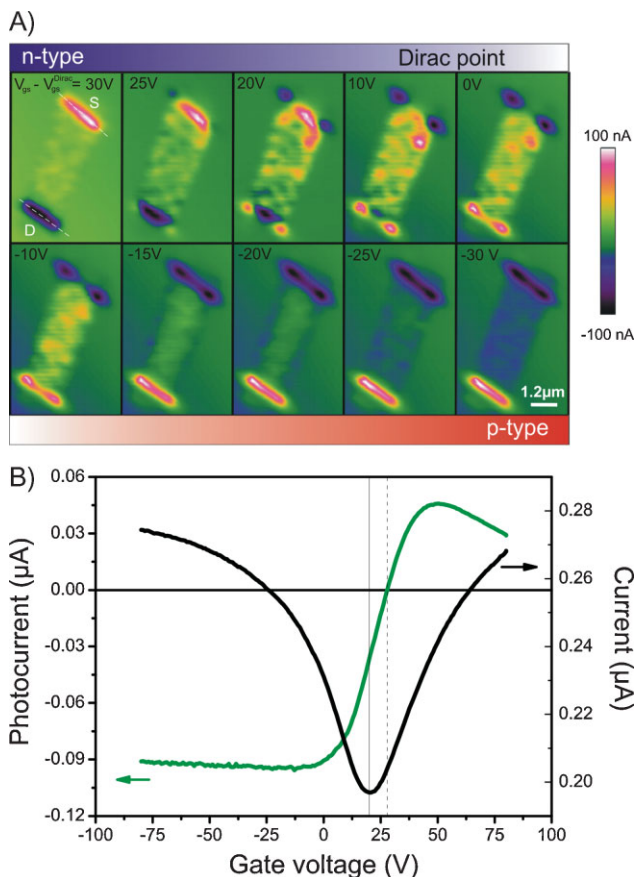 A)
n-type Dirac point
V_gs - V_gs^Dirac = 30V 25V 20V 10V 0V
S
D
100 nA
-10V -15V -20V -25V -30 V
-100 nA
1.2μm
p-type
B)
0.06 0.03 0.00 -0.03 -0.06 -0.09 -0.12
Photocurrent (μA)
0.28 0.26 0.24 0.22 0.20
Current (μA)
-100 -75 -50 -25 0 25 50 75 100
Gate voltage (V)